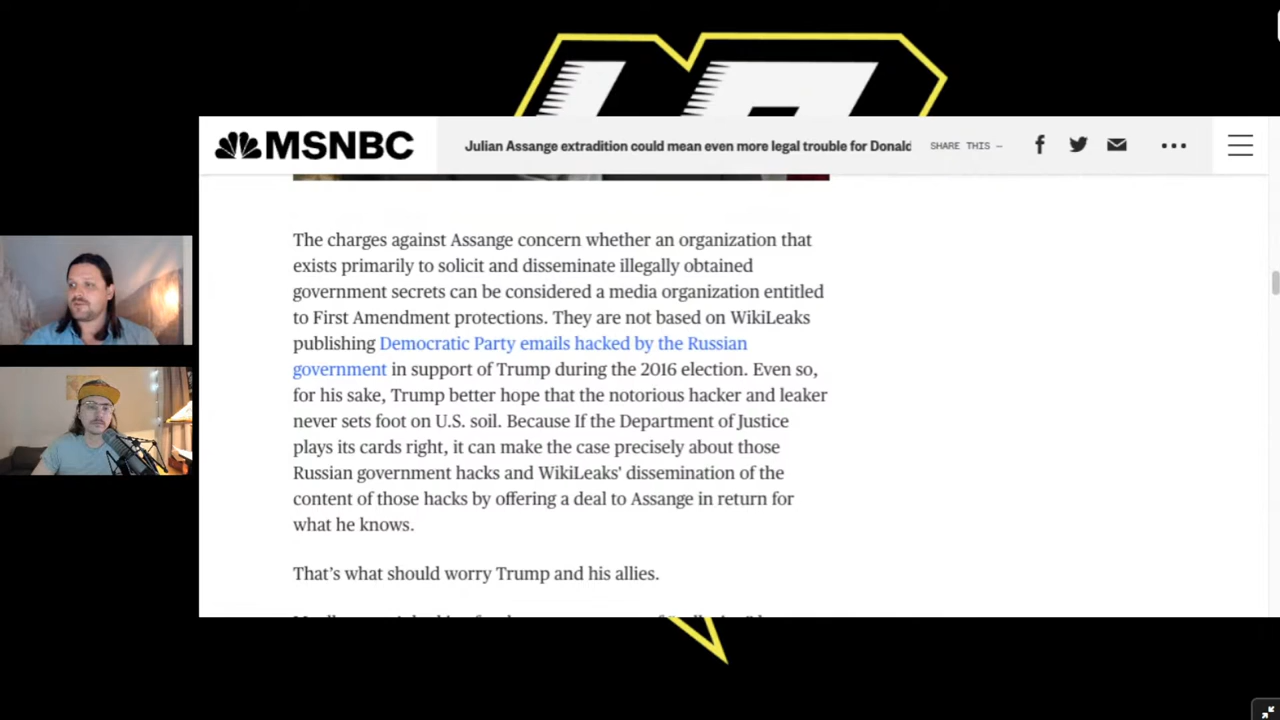 MSNBC
Julian Assange extradition could mean even more legal trouble for Donald
SHARE THIS –
The charges against Assange concern whether an organization that
exists primarily to solicit and disseminate illegally obtained
government secrets can be considered a media organization entitled
to First Amendment protections. They are not based on WikiLeaks
publishing Democratic Party emails hacked by the Russian
government in support of Trump during the 2016 election. Even so,
for his sake, Trump better hope that the notorious hacker and leaker
never sets foot on U.S. soil. Because If the Department of Justice
plays its cards right, it can make the case precisely about those
Russian government hacks and WikiLeaks' dissemination of the
content of those hacks by offering a deal to Assange in return for
what he knows.
That’s what should worry Trump and his allies.